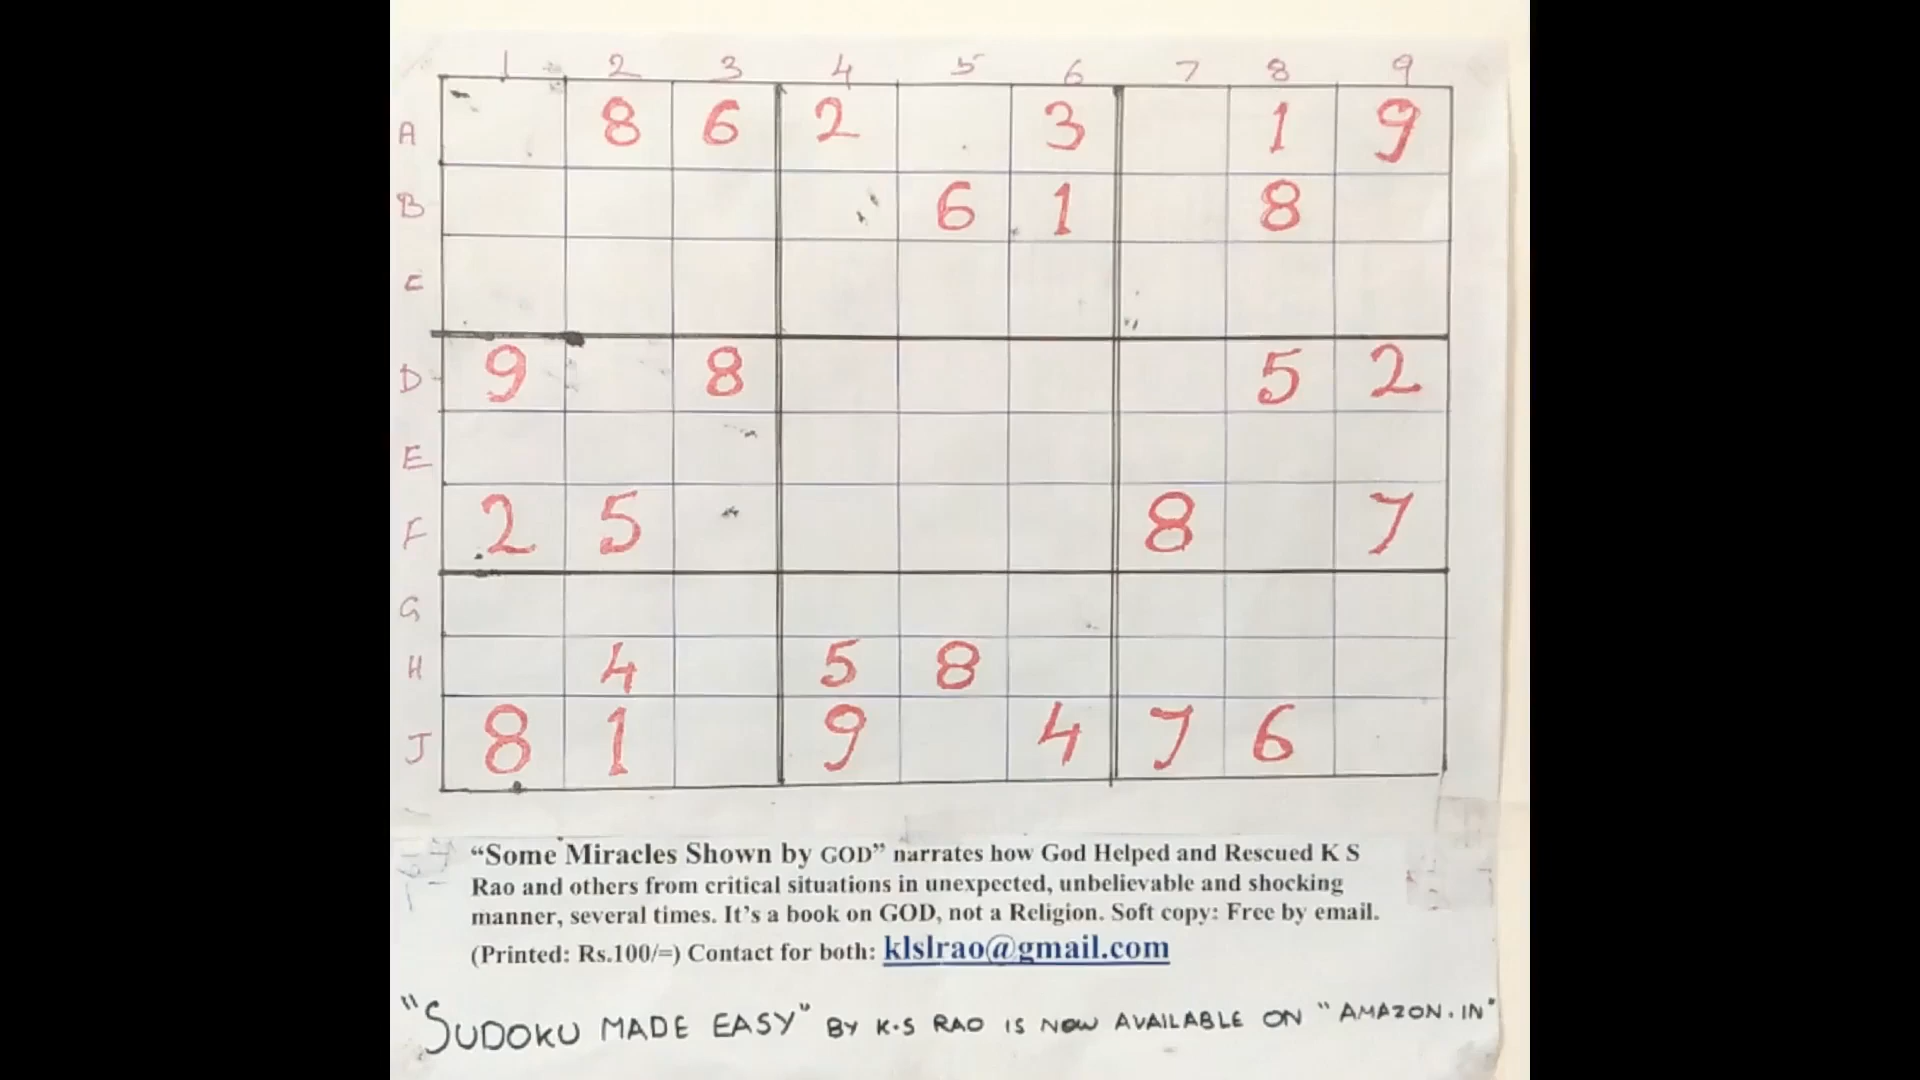 1 2 3 4 5 6 7 8 9
A 8 6 2 3 1 9
B 6 1 8
C
D 9 8 5 2
E
F 2 5 8 7
G
H 4 5 8
J 8 1 9 4 7 6
“Some Miracles Shown by GOD” narrates how God Helped and Rescued K S
Rao and others from critical situations in unexpected, unbelievable and shocking
manner, several times. It’s a book on GOD, not a Religion. Soft copy: Free by email.
(Printed: Rs.100/=) Contact for both: klslrao@gmail.com
"SUDOKU MADE EASY" BY K.S RAO IS NOW AVAILABLE ON "AMAZON.IN"